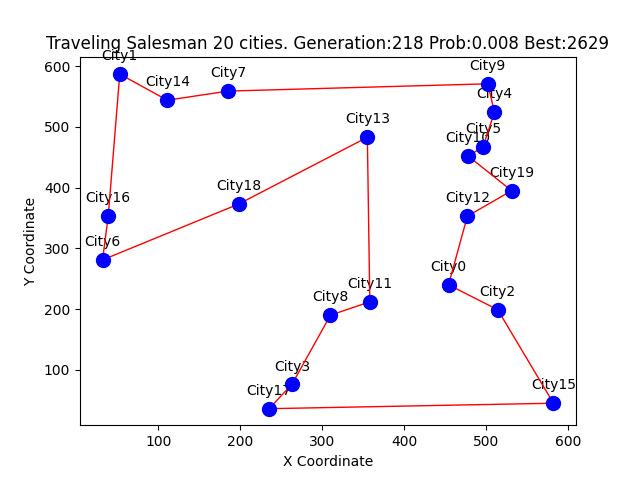 Traveling Salesman 20 cities. Generation:218 Prob:0.008 Best:2629
City1
City14
City7
City9
City4
City13
City5
City10
City19
City18
City16
City12
City6
City0
City11
City2
City8
City3
City17
City15
600
500
400
300
200
100
Y Coordinate
100 200 300 400 500 600
X Coordinate